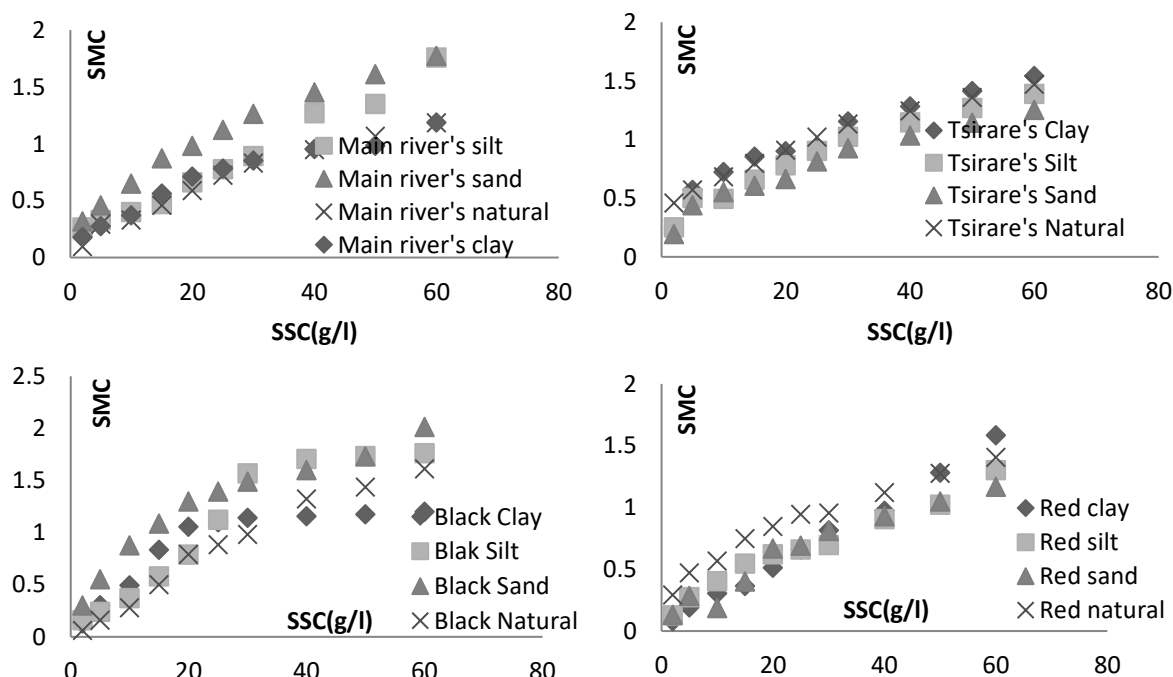 2
1.5
1
0.5
0
SMC
Main river's silt
Main river's sand
Main river's natural
Main river's clay
0 20 40 60 80
SSC(g/l)
2
1.5
1
0.5
0
SMC
Tsirare's Clay
Tsirare's Silt
Tsirare's Sand
Tsirare's Natural
0 20 40 60 80
SSC(g/l)
2.5
2
1.5
1
0.5
0
SMC
Black Clay
Blak Silt
Black Sand
Black Natural
SSC(g/l)
0 20 40 60 80
2
1.5
1
0.5
0
SMC
Red clay
Red silt
Red sand
Red natural
SSC(g/l)
0 20 40 60 80